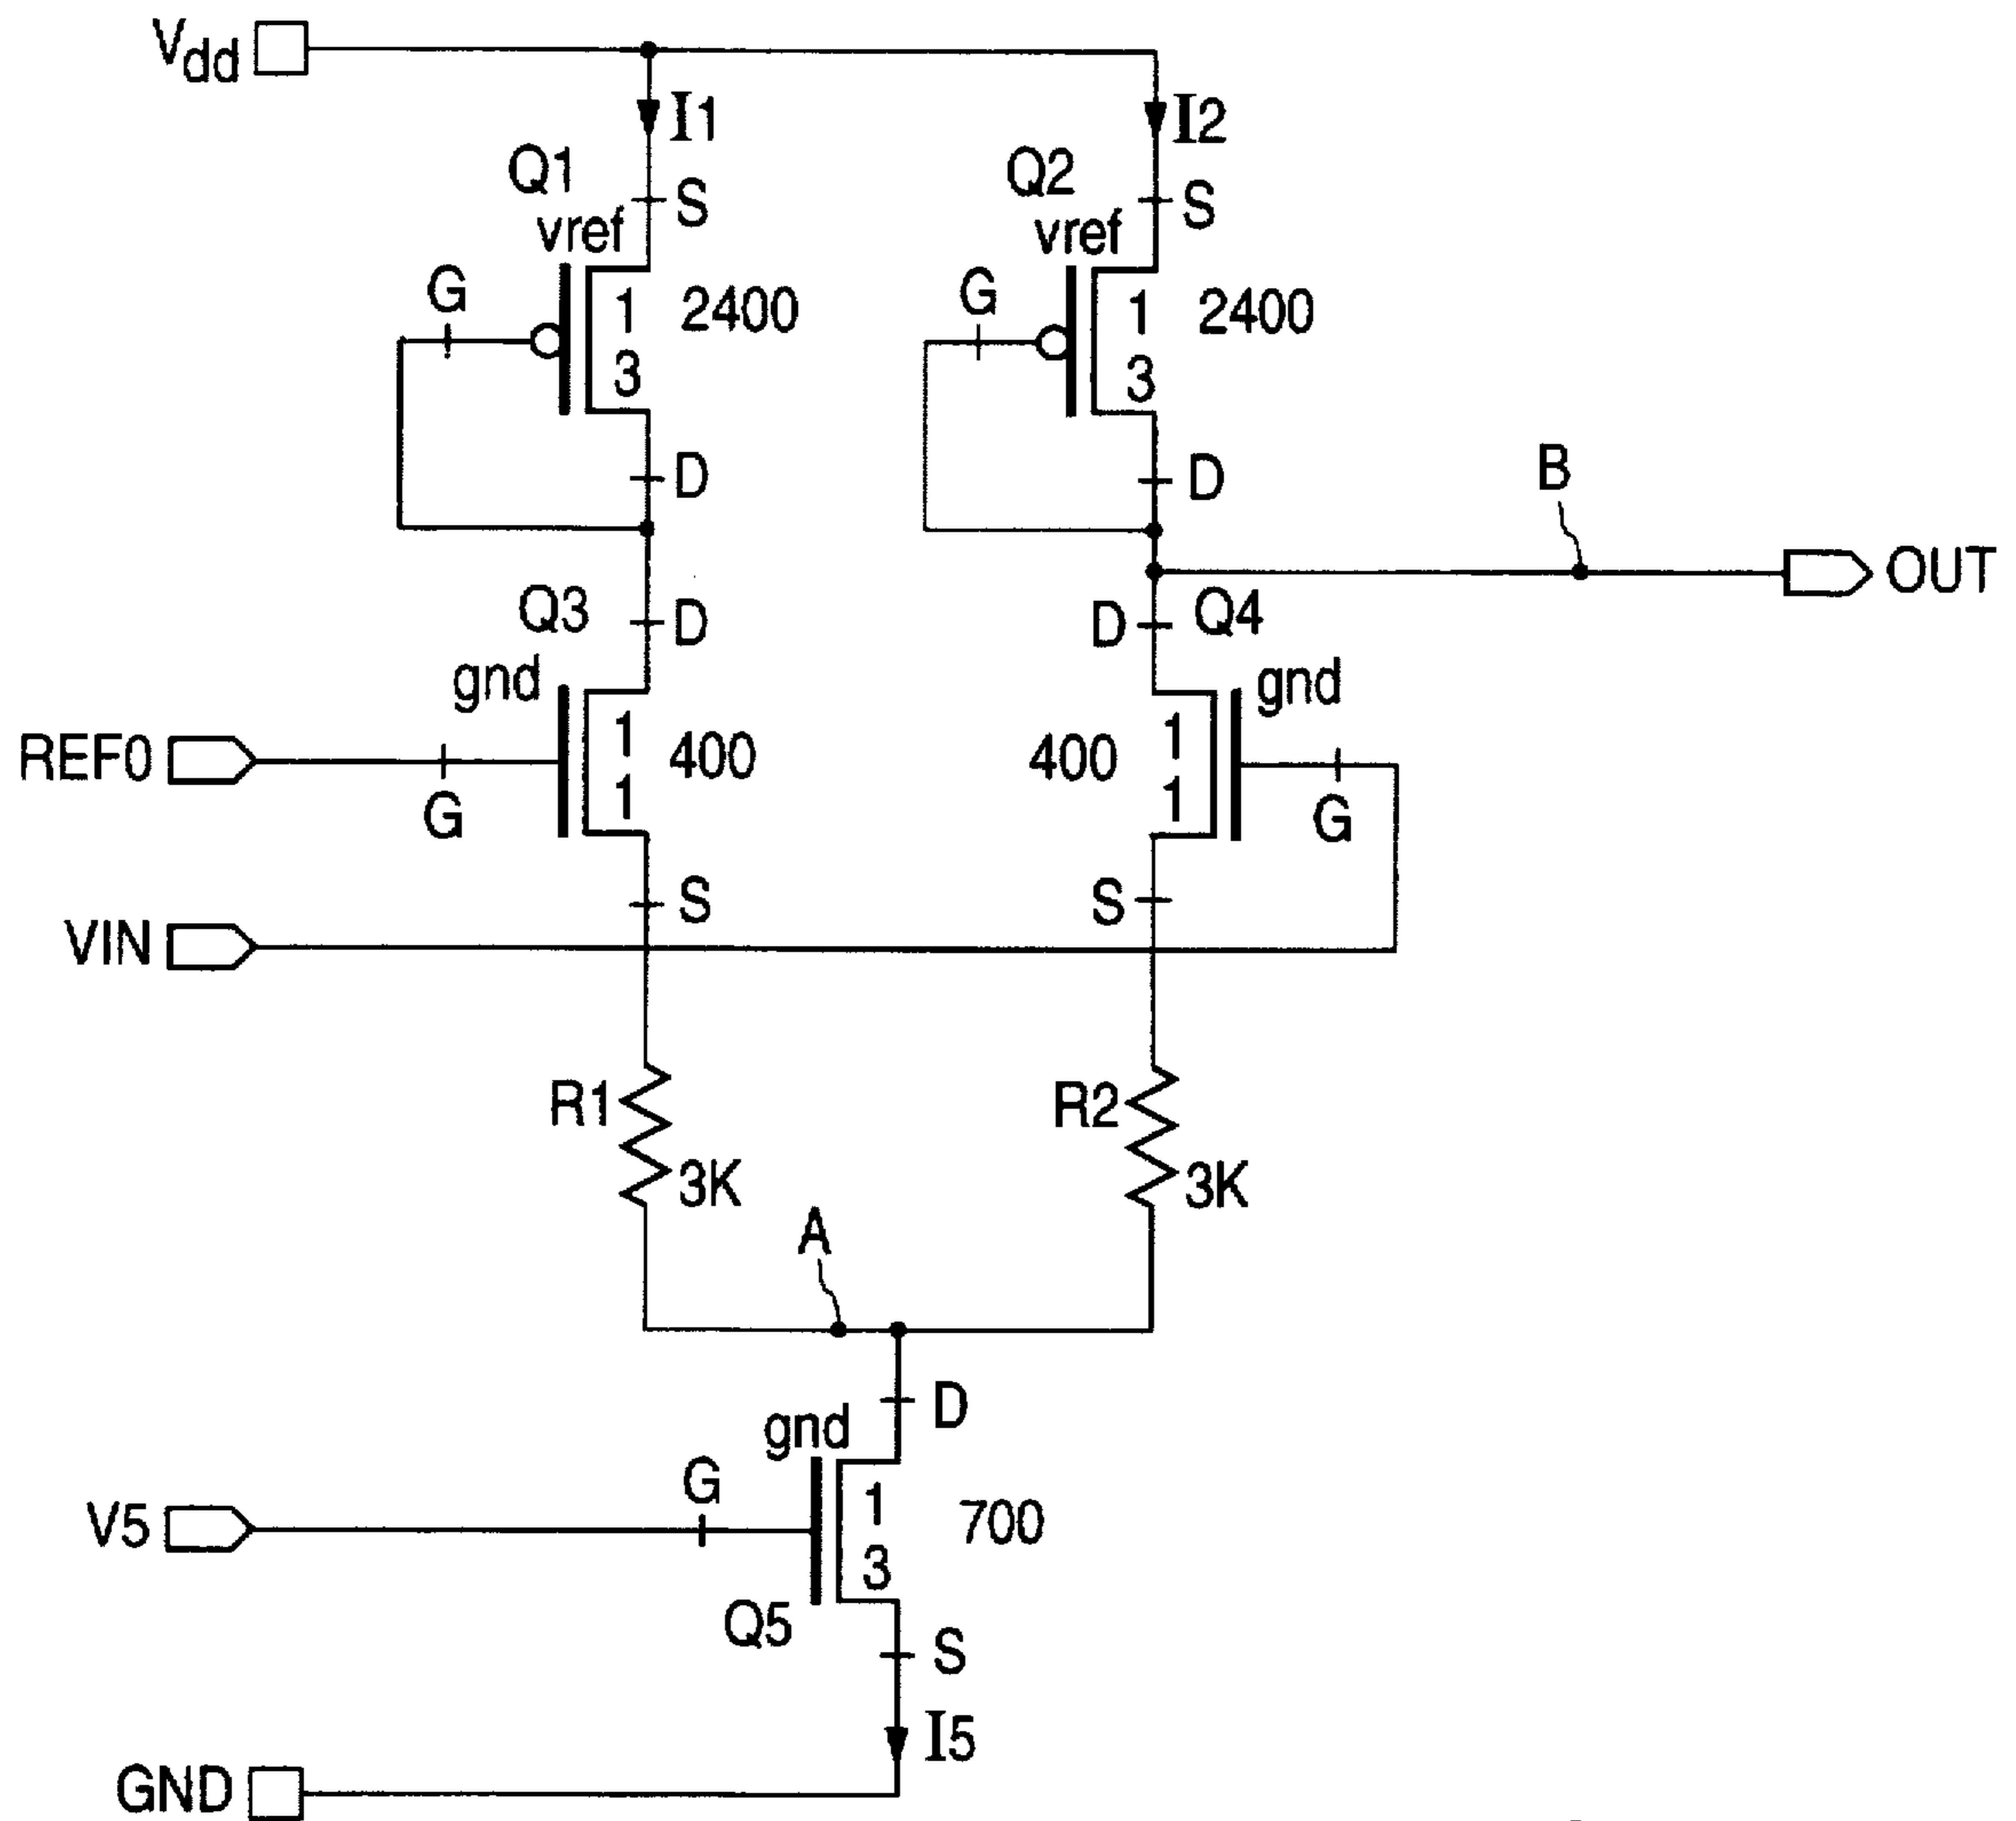 Vdd
I1
I2
Q1
S
Q2
S
vref
vref
G
1
3
2400
G
1
3
2400
D
D
B
OUT
Q3
D
D
Q4
gnd
gnd
REF0
G
1
1
400
400
1
1
G
S
S
VIN
R1
3K
R2
3K
A
D
gnd
G
1
3
700
V5
Q5
S
I5
GND